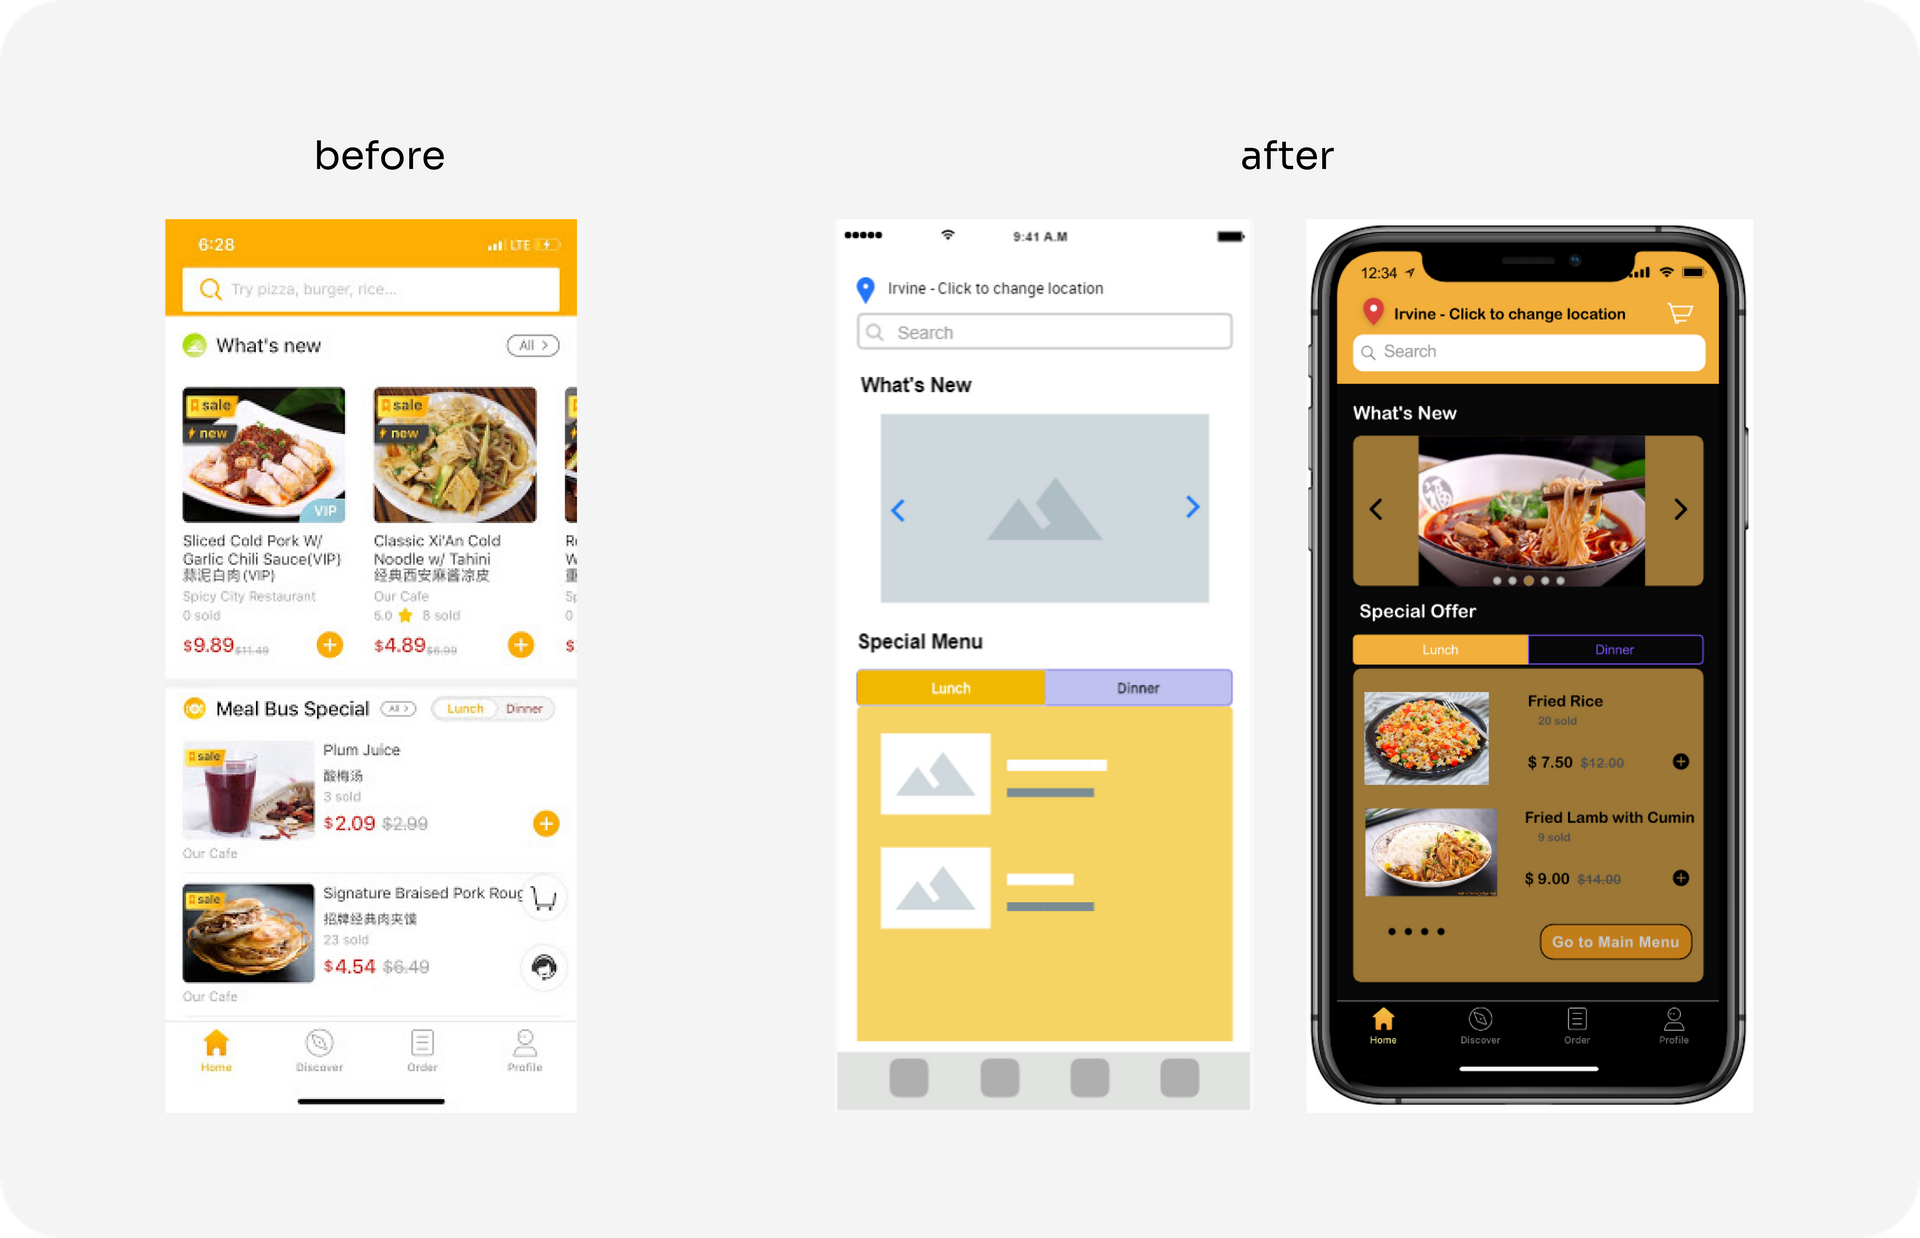 before
after
6:28
LTE
Try pizza, burger, rice...
What's new
All >
sale
new
VIP
sale
new
Sliced Cold Pork W/
Garlic Chili Sauce(VIP)
蒜泥白肉(VIP)
Spicy City Restaurant
0 sold
$9.89 $11.49
Classic Xi'An Cold
Noodle w/ Tahini
经典西安麻酱凉皮
Our Cafe
5.0 8 sold
$4.89 $6.99
R
W
重
Sp
0
$
Meal Bus Special
All >
Lunch
Dinner
sale
Plum Juice
酸梅汤
3 sold
$2.09 $2.99
Our Cafe
sale
Signature Braised Pork Roug
招牌经典肉夹馍
23 sold
$4.54 $6.49
Our Cafe
Home
Discover
Order
Profile
9:41 A.M
Irvine - Click to change location
Search
What's New
Special Menu
Lunch
Dinner
12:34
Irvine - Click to change location
Search
What's New
福
Special Offer
Lunch
Dinner
Fried Rice
20 sold
$ 7.50 $12.00
Fried Lamb with Cumin
9 sold
$ 9.00 $14.00
Go to Main Menu
Home
Discover
Order
Profile